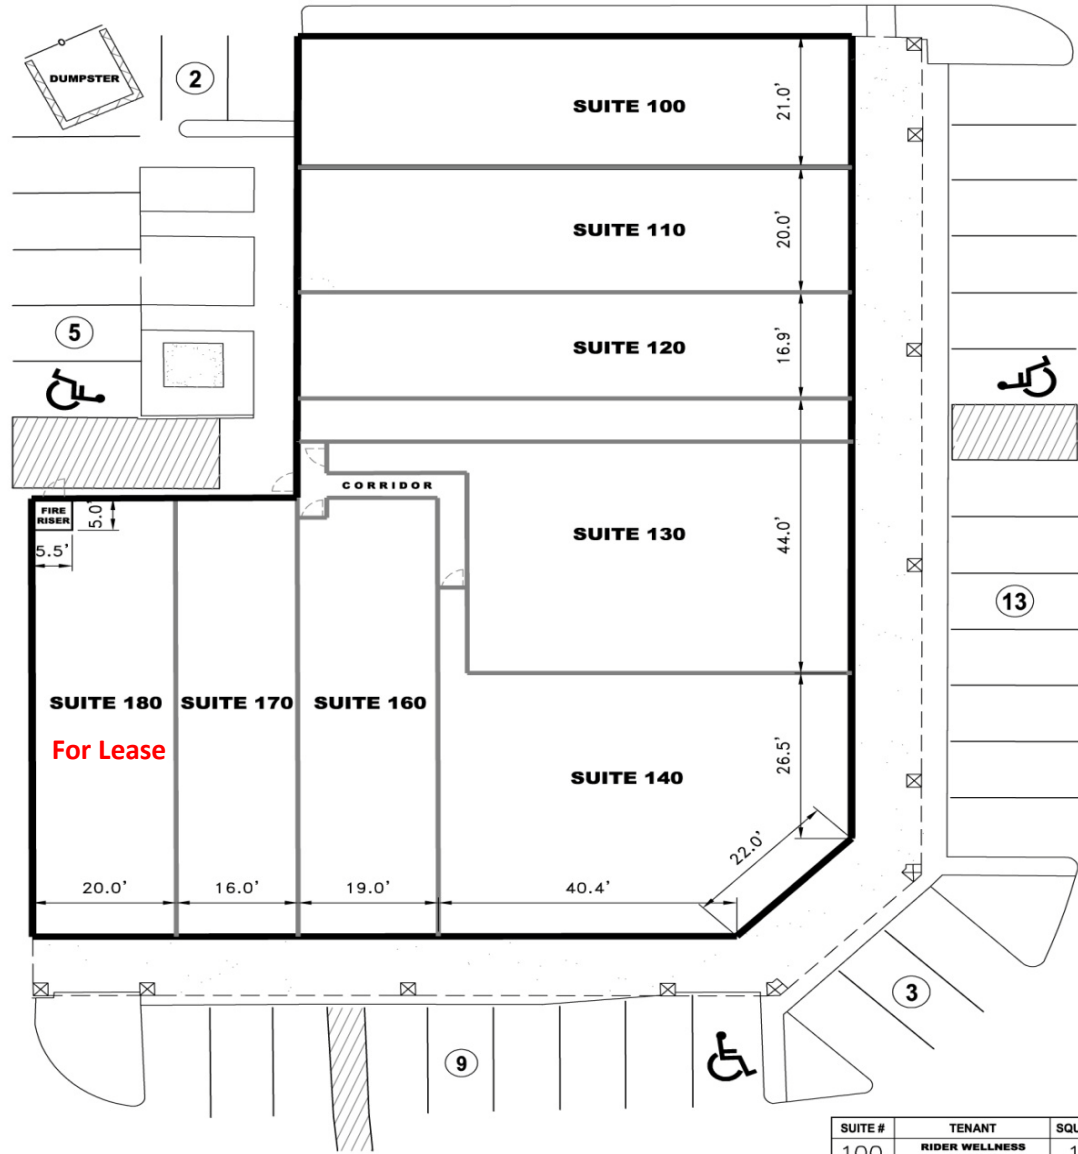 DUMPSTER
2
SUITE 100
21.0'
SUITE 110
20.0'
SUITE 120
16.9'
5
CORRIDOR
FIRE
RISER
5.0'
5.5'
SUITE 130
44.0'
13
SUITE 180
SUITE 170
SUITE 160
For Lease
SUITE 140
26.5'
22.0'
20.0'
16.0'
19.0'
40.4'
3
9
SUITE #
TENANT
SQU
100
RIDER WELLNESS
1